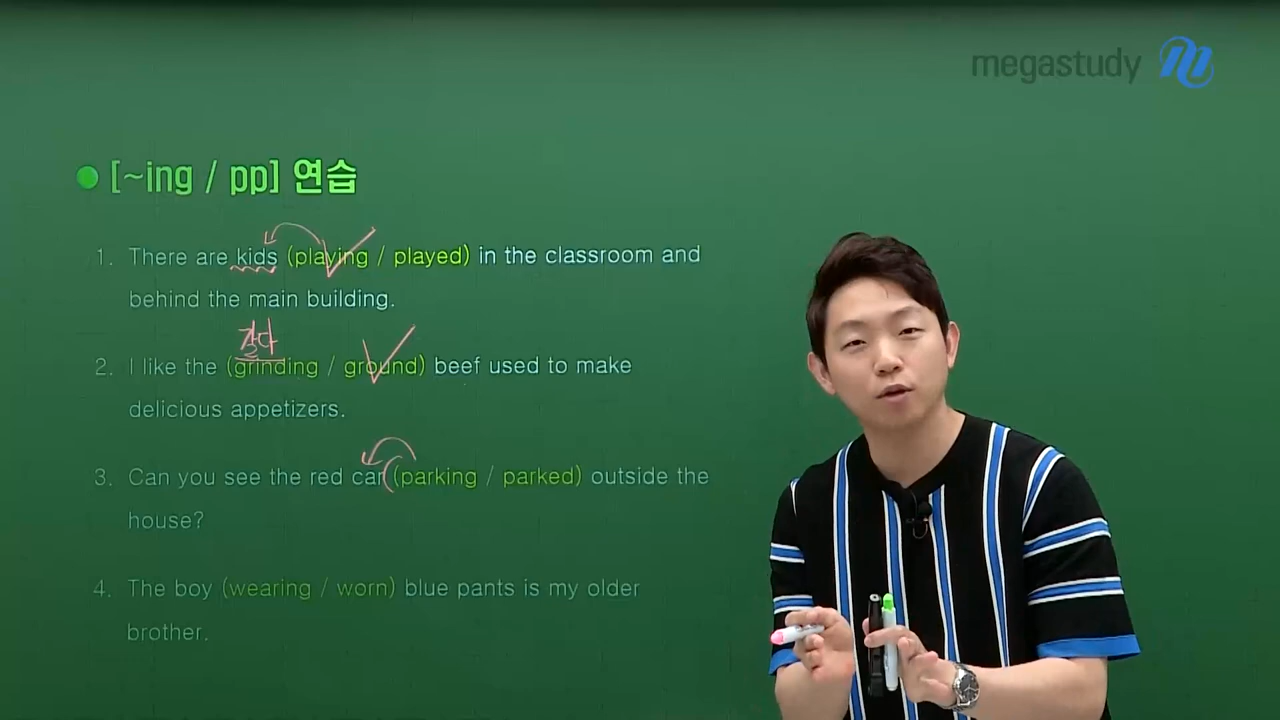 megastudy
[~ing / pp] 연습
1. There are kids (playing / played) in the classroom and
behind the main building.
갈다
2. I like the (grinding / ground) beef used to make
delicious appetizers.
3. Can you see the red car (parking / parked) outside the
house?
4. The boy (wearing / worn) blue pants is my older
brother.